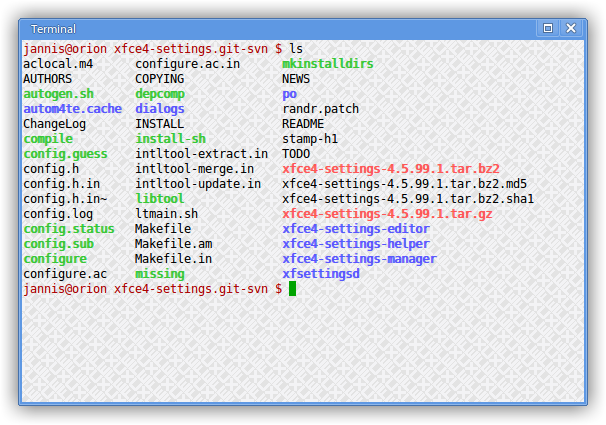 Terminal
jannis@orion xfce4-settings.git-svn $ ls
aclocal.m4 configure.ac.in mkinstalldirs
AUTHORS COPYING NEWS
autogen.sh depcomp po
autom4te.cache dialogs randr.patch
ChangeLog INSTALL README
compile install-sh stamp-h1
config.guess intltool-extract.in TODO
config.h intltool-merge.in xfce4-settings-4.5.99.1.tar.bz2
config.h.in intltool-update.in xfce4-settings-4.5.99.1.tar.bz2.md5
config.h.in~ libtool xfce4-settings-4.5.99.1.tar.bz2.sha1
config.log ltmain.sh xfce4-settings-4.5.99.1.tar.gz
config.status Makefile xfce4-settings-editor
config.sub Makefile.am xfce4-settings-helper
configure Makefile.in xfce4-settings-manager
configure.ac missing xfsettingsd
jannis@orion xfce4-settings.git-svn $